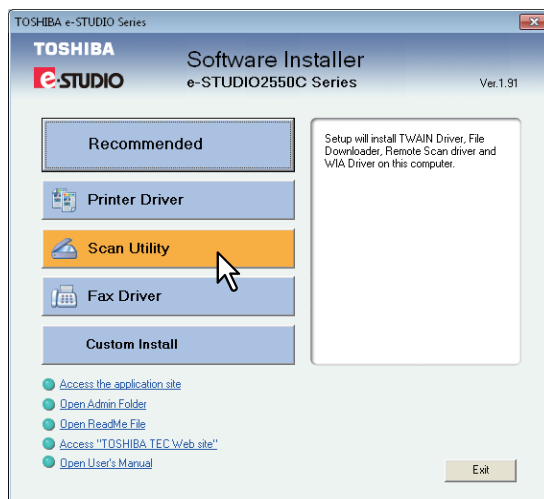 TOSHIBA e-STUDIO Series
TOSHIBA
e-STUDIO
Software Installer
e-STUDIO2550C Series
Ver.1.91
Recommended
Printer Driver
Scan Utility
Fax Driver
Custom Install
Setup will install TWAIN Driver, File
Downloader, Remote Scan driver and
WIA Driver on this computer.
Access the application site
Open Admin Folder
Open ReadMe File
Access "TOSHIBA TEC Web site"
Open User's Manual
Exit